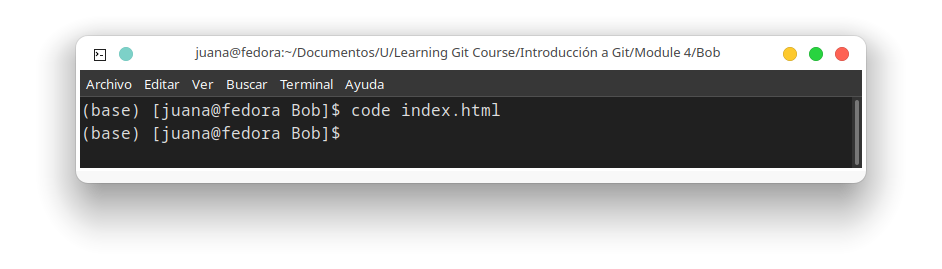 juana@fedora:~/Documentos/U/Learning Git Course/Introducción a Git/Module 4/Bob
Archivo Editar Ver Buscar Terminal Ayuda
(base) [juana@fedora Bob]$ code index.html
(base) [juana@fedora Bob]$